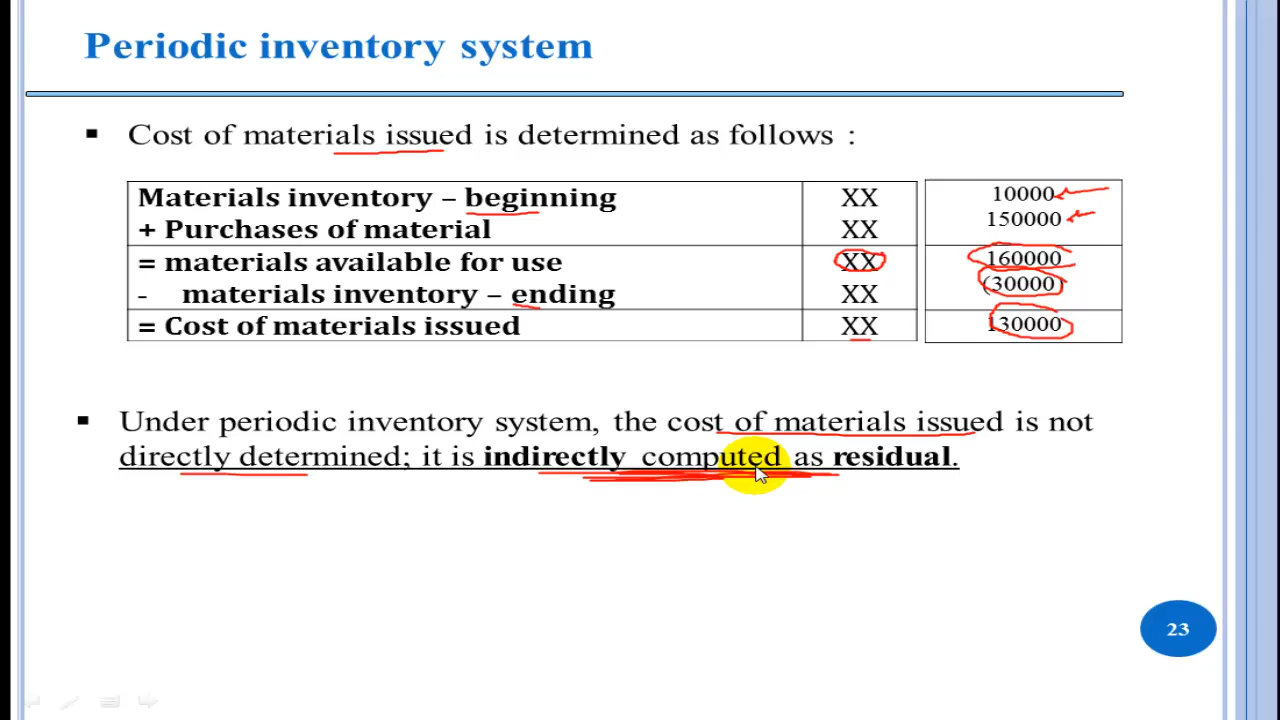 Periodic inventory system
▪ Cost of materials issued is determined as follows :
Materials inventory – beginning XX 10000
+ Purchases of material XX 150000
= materials available for use XX 160000
- materials inventory – ending XX (30000)
= Cost of materials issued XX 130000
▪ Under periodic inventory system, the cost of materials issued is not
directly determined; it is indirectly computed as residual.
23